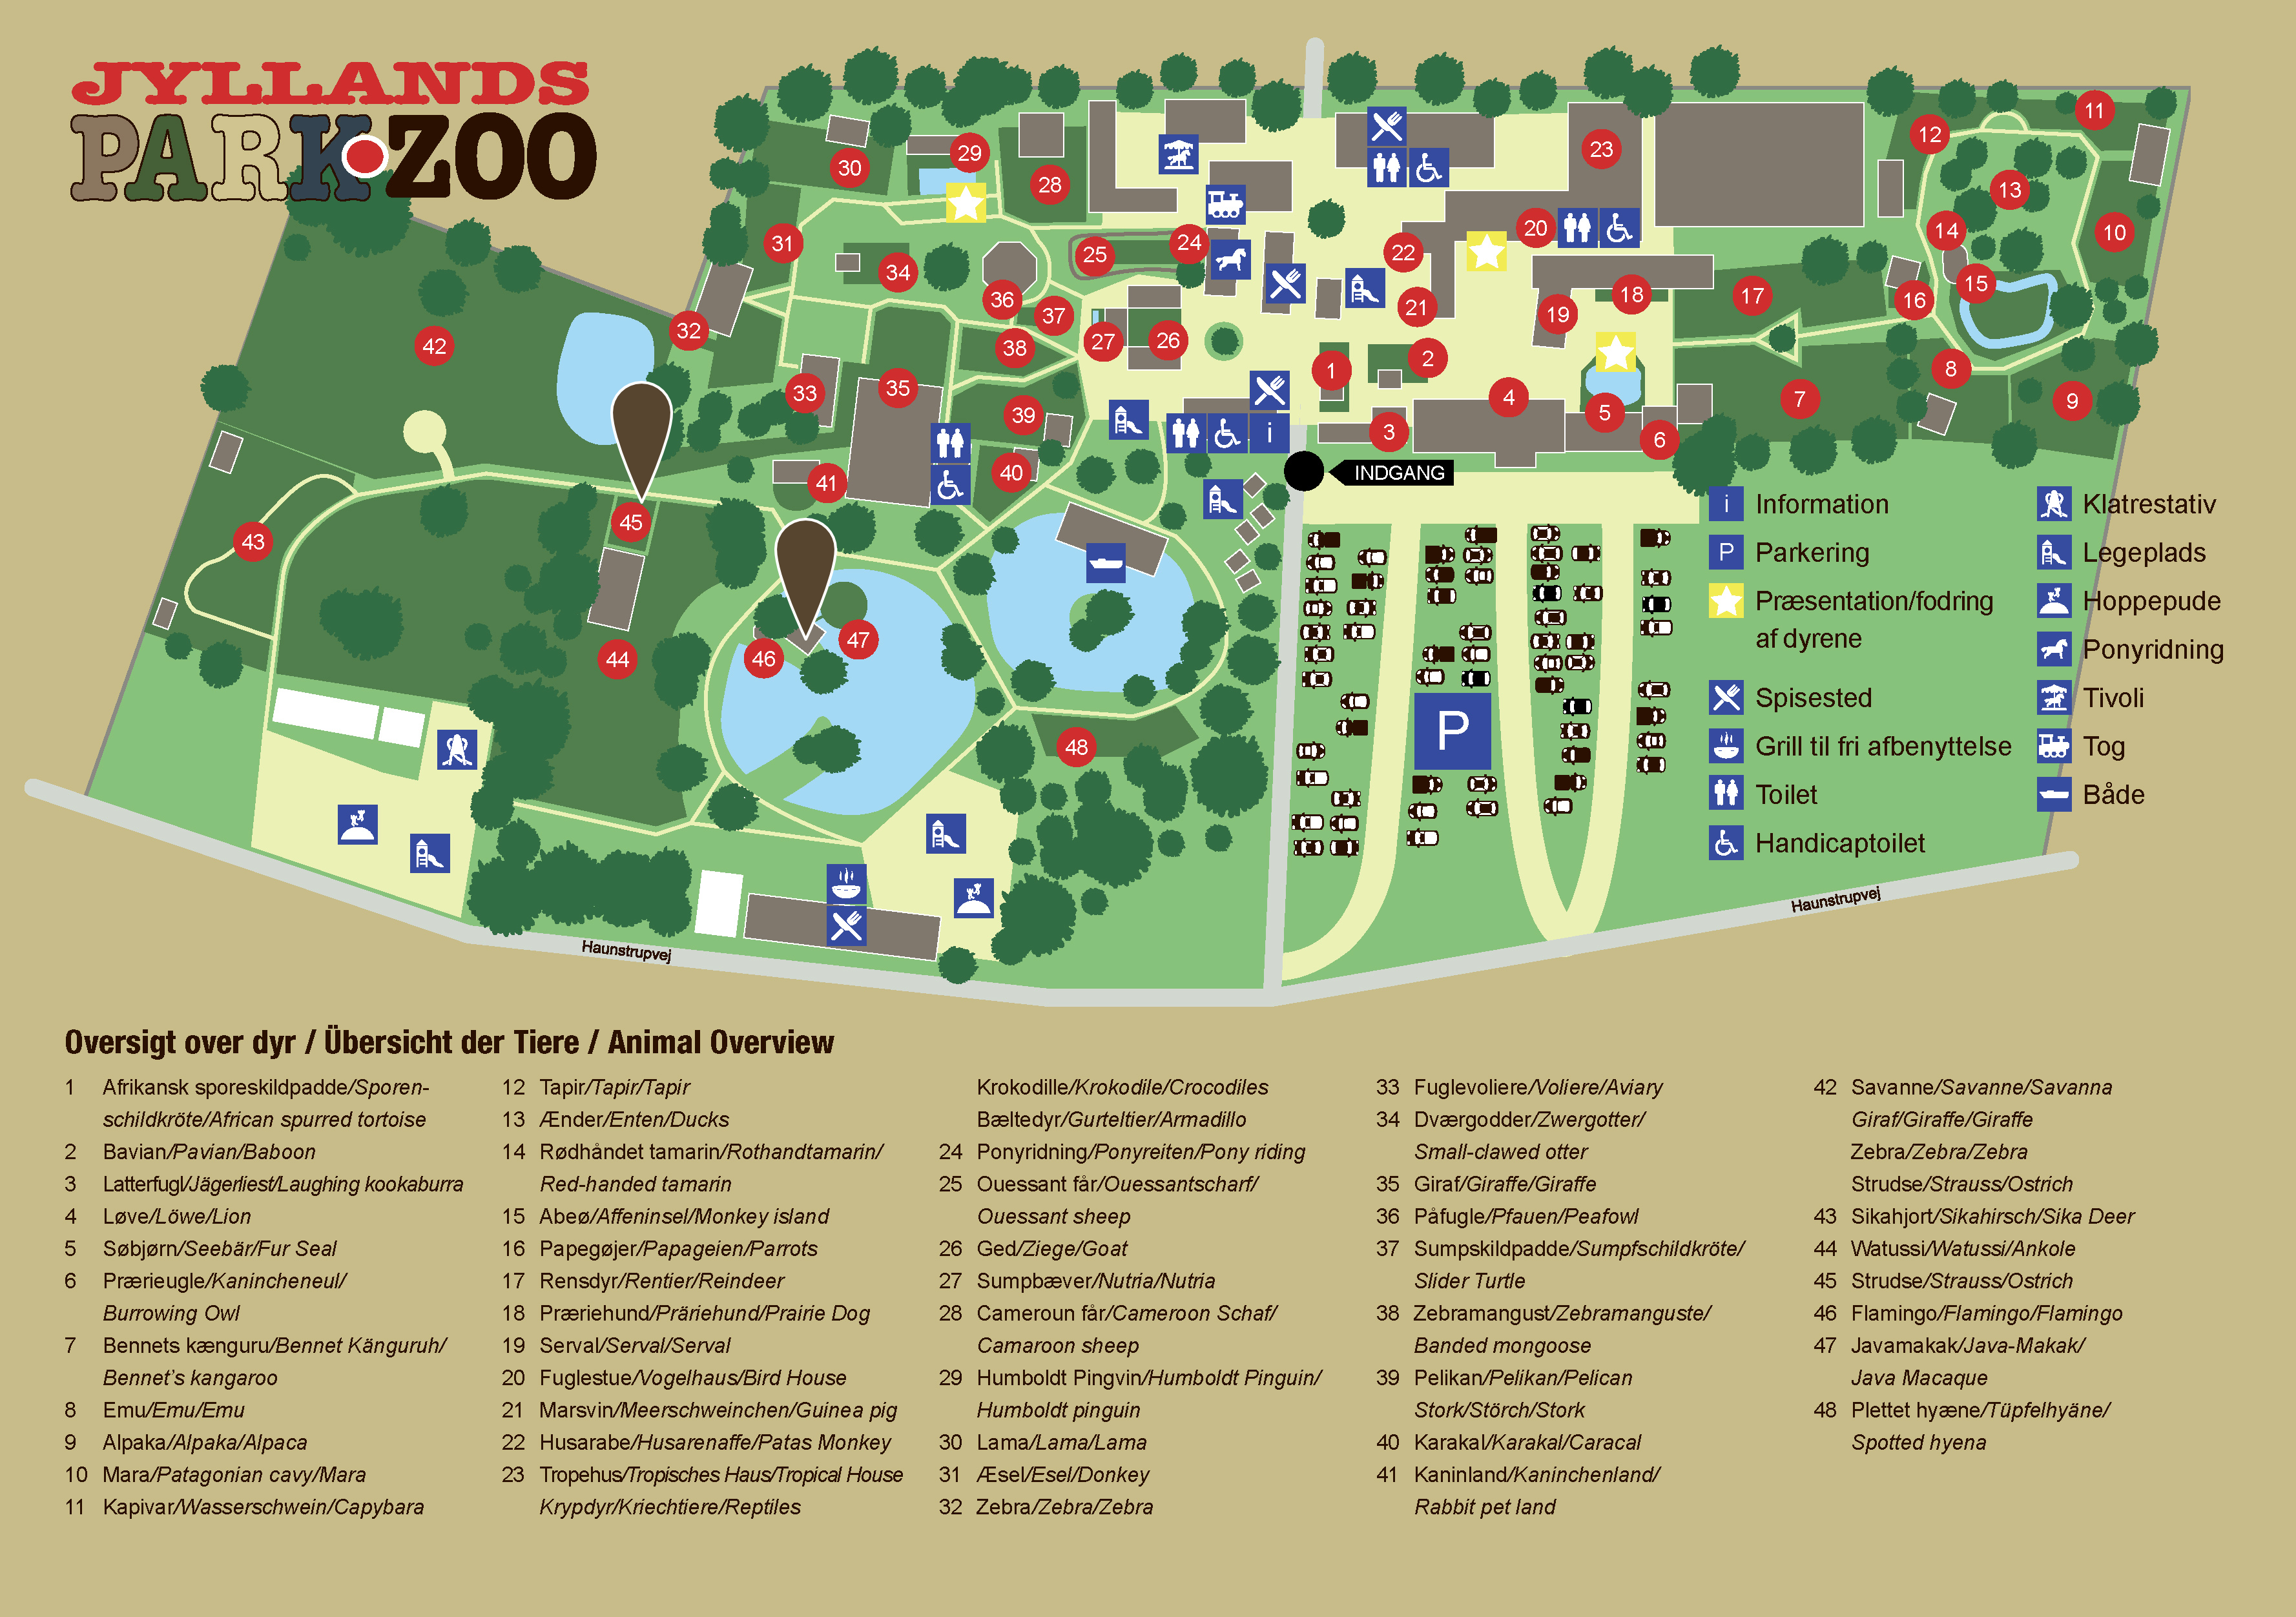 JYLLANDS
PARK ZOO
11
12
23
29
30
28
13
20
14
10
31
22
24
25
34
15
18
17
36
21
16
37
19
32
27
26
42
38
2
1
8
35
33
4
7
9
39
5
3
6
i
40
INDGANG
41
45
43
47
46
44
48
P
i Information
P Parkering
Præsentation/fodring
af dyrene
Spisested
Grill til fri afbenyttelse
Toilet
Handicaptoilet
Klatrestativ
Legeplads
Hoppepude
Ponyridning
Tivoli
Tog
Både
Haunstrupvej
Haunstrupvej
Oversigt over dyr / Übersicht der Tiere / Animal Overview
1 Afrikansk sporeskildpadde/Sporen-
schildkröte/African spurred tortoise
2 Bavian/Pavian/Baboon
3 Latterfugl/Jägerliest/Laughing kookaburra
4 Løve/Löwe/Lion
5 Søbjørn/Seebär/Fur Seal
6 Prærieugle/Kanincheneul/
Burrowing Owl
7 Bennets kænguru/Bennet Känguruh/
Bennet's kangaroo
8 Emu/Emu/Emu
9 Alpaka/Alpaka/Alpaca
10 Mara/Patagonian cavy/Mara
11 Kapivar/Wasserschwein/Capybara
12 Tapir/Tapir/Tapir
13 Ænder/Enten/Ducks
14 Rødhåndet tamarin/Rothandtamarin/
Red-handed tamarin
15 Abeø/Affeninsel/Monkey island
16 Papegøjer/Papageien/Parrots
17 Rensdyr/Rentier/Reindeer
18 Præriehund/Präriehund/Prairie Dog
19 Serval/Serval/Serval
20 Fuglestue/Vogelhaus/Bird House
21 Marsvin/Meerschweinchen/Guinea pig
22 Husarabe/Husarenaffe/Patas Monkey
23 Tropehus/Tropisches Haus/Tropical House
Krypdyr/Kriechtiere/Reptiles
Krokodille/Krokodile/Crocodiles
Bæltedyr/Gurteltier/Armadillo
24 Ponyridning/Ponyreiten/Pony riding
25 Ouessant får/Ouessantscharf/
Ouessant sheep
26 Ged/Ziege/Goat
27 Sumpbæver/Nutria/Nutria
28 Cameroun får/Cameroon Schaf/
Camaroon sheep
29 Humboldt Pingvin/Humboldt Pinguin/
Humboldt pinguin
30 Lama/Lama/Lama
31 Æsel/Esel/Donkey
32 Zebra/Zebra/Zebra
33 Fuglevoliere/Voliere/Aviary
34 Dværgodder/Zwergotter/
Small-clawed otter
35 Giraf/Giraffe/Giraffe
36 Påfugle/Pfauen/Peafowl
37 Sumpskildpadde/Sumpfschildkröte/
Slider Turtle
38 Zebramangust/Zebramanguste/
Banded mongoose
39 Pelikan/Pelikan/Pelican
Stork/Störch/Stork
40 Karakal/Karakal/Caracal
41 Kaninland/Kaninchenland/
Rabbit pet land
42 Savanne/Savanne/Savanna
Giraf/Giraffe/Giraffe
Zebra/Zebra/Zebra
Strudse/Strauss/Ostrich
43 Sikahjort/Sikahirsch/Sika Deer
44 Watussi/Watussi/Ankole
45 Strudse/Strauss/Ostrich
46 Flamingo/Flamingo/Flamingo
47 Javamakak/Java-Makak/
Java Macaque
48 Plettet hyæne/Tüpfelhyäne/
Spotted hyena